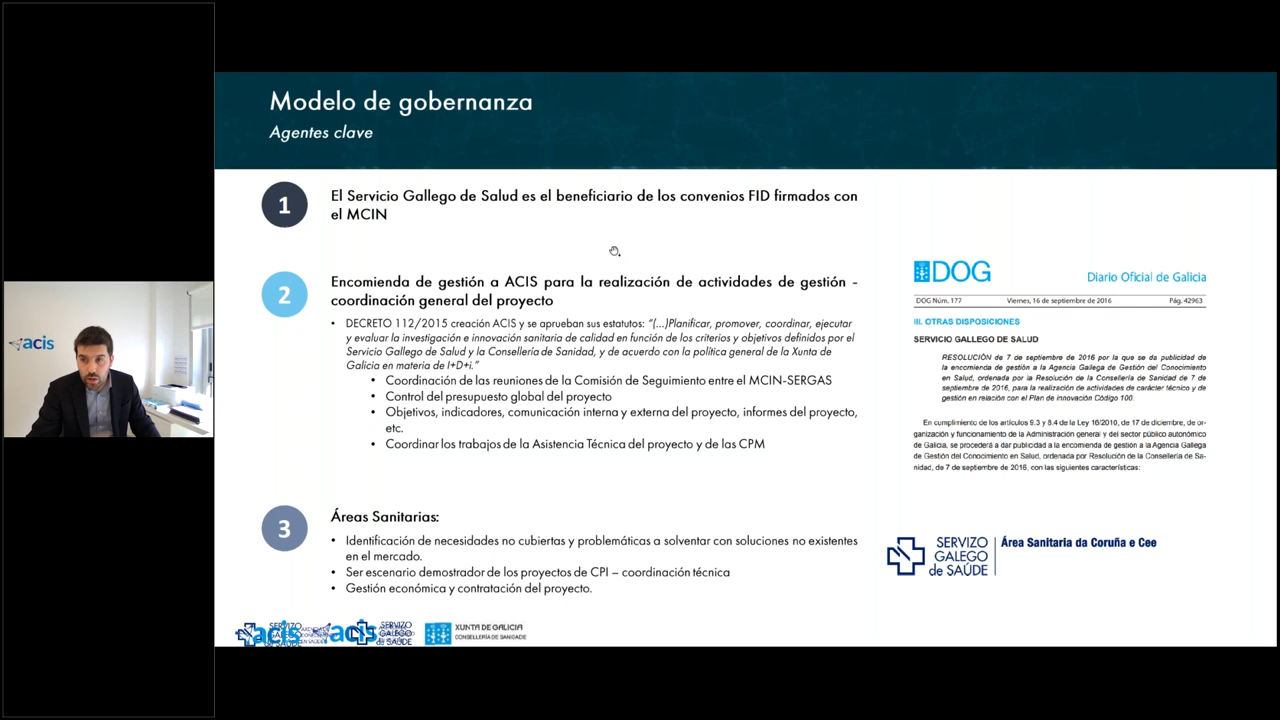 Modelo de gobernanza
Agentes clave
acis
1
El Servicio Gallego de Salud es el beneficiario de los convenios FID firmados con
el MCIN
2
Encomienda de gestión a ACIS para la realización de actividades de gestión -
coordinación general del proyecto
• DECRETO 112/2015 creación ACIS y se aprueban sus estatutos: “(...)Planificar, promover, coordinar, ejecutar
y evaluar la investigación e innovación sanitaria de calidad en función de los criterios y objetivos definidos por el
Servicio Gallego de Salud y la Consellería de Sanidad, y de acuerdo con la política general de la Xunta de
Galicia en materia de I+D+i.”
• Coordinación de las reuniones de la Comisión de Seguimiento entre el MCIN-SERGAS
• Control del presupuesto global del proyecto
• Objetivos, indicadores, comunicación interna y externa del proyecto, informes del proyecto,
etc.
• Coordinar los trabajos de la Asistencia Técnica del proyecto y de las CPM
3
Áreas Sanitarias:
• Identificación de necesidades no cubiertas y problemáticas a solventar con soluciones no existentes
en el mercado.
• Ser escenario demostrador de los proyectos de CPI – coordinación técnica
• Gestión económica y contratación del proyecto.
DOG
Diario Oficial de Galicia
DOG Núm. 177 Viernes, 16 de septiembre de 2016 Pág. 42963
III. OTRAS DISPOSICIONES
SERVICIO GALLEGO DE SALUD
RESOLUCIÓN de 7 de septiembre de 2016 por la que se da publicidad de
la encomienda de gestión a la Agencia Gallega de Gestión del Conocimiento
en Salud, ordenada por la Resolución de la Consellería de Sanidad de 7 de
septiembre de 2016, para la realización de actividades de carácter técnico y de
gestión en relación con el Plan de innovación Código 100.
En cumplimiento de los artículos 9.3 y 8.4 de la Ley 16/2010, de 17 de diciembre, de or-
ganización y funcionamiento de la Administración general y del sector público autonómico
de Galicia, se procederá a dar publicidad a la encomienda de gestión a la Agencia Gallega
de Gestión del Conocimiento en Salud, ordenada por Resolución de la Consellería de Sa-
nidad, de 7 de septiembre de 2016, con las siguientes características:
SERVIZO
GALEGO
de SAÚDE
Área Sanitaria da Coruña e Cee
acis
acis
SERVIZO
GALEGO
de SAÚDE
XUNTA DE GALICIA
CONSELLERÍA DE SANIDADE